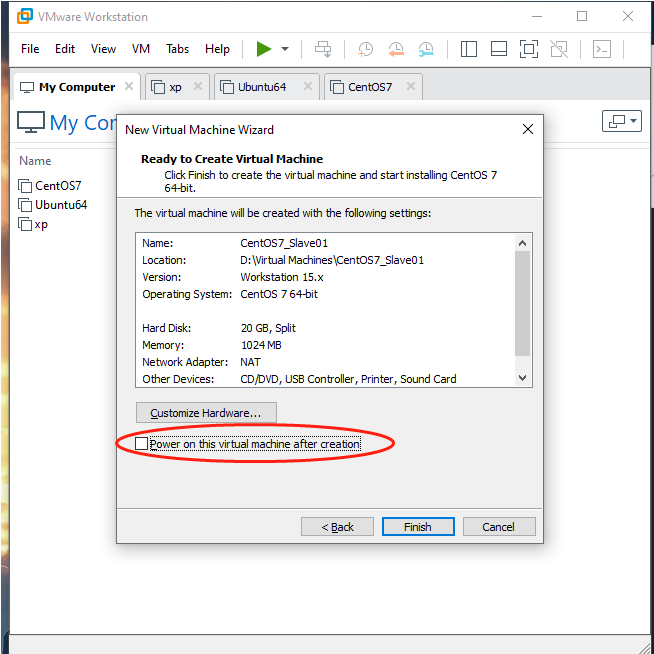 VMware Workstation
File Edit View VM Tabs Help
My Computer xp Ubuntu64 CentOS7
My Con
New Virtual Machine Wizard
Ready to Create Virtual Machine
Click Finish to create the virtual machine and start installing CentOS 7
64-bit.
Name
The virtual machine will be created with the following settings:
CentOS7
Ubuntu64
xp
Name: CentOS7_Slave01
Location: D:\Virtual Machines\CentOS7_Slave01
Version: Workstation 15.x
Operating System: CentOS 7 64-bit
Hard Disk: 20 GB, Split
Memory: 1024 MB
Network Adapter: NAT
Other Devices: CD/DVD, USB Controller, Printer, Sound Card
Customize Hardware...
Power on this virtual machine after creation
< Back Finish Cancel